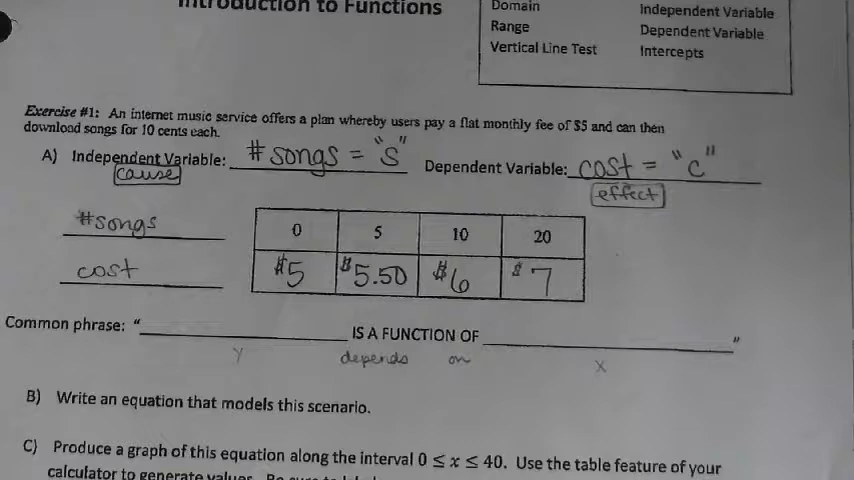 Introduction to Functions
Domain Independent Variable
Range Dependent Variable
Vertical Line Test Intercepts
Exercise #1: An internet music service offers a plan whereby users pay a flat monthly fee of $5 and can then
download songs for 10 cents each.
A) Independent Variable: # songs = "s" Dependent Variable: cost = "c"
cause effect
#songs 0 5 10 20
cost $5 $5.50 $6 $7
Common phrase: "____ IS A FUNCTION OF ____"
y depends on x
B) Write an equation that models this scenario.
C) Produce a graph of this equation along the interval 0 ≤ x ≤ 40. Use the table feature of your
calculator to generate values.